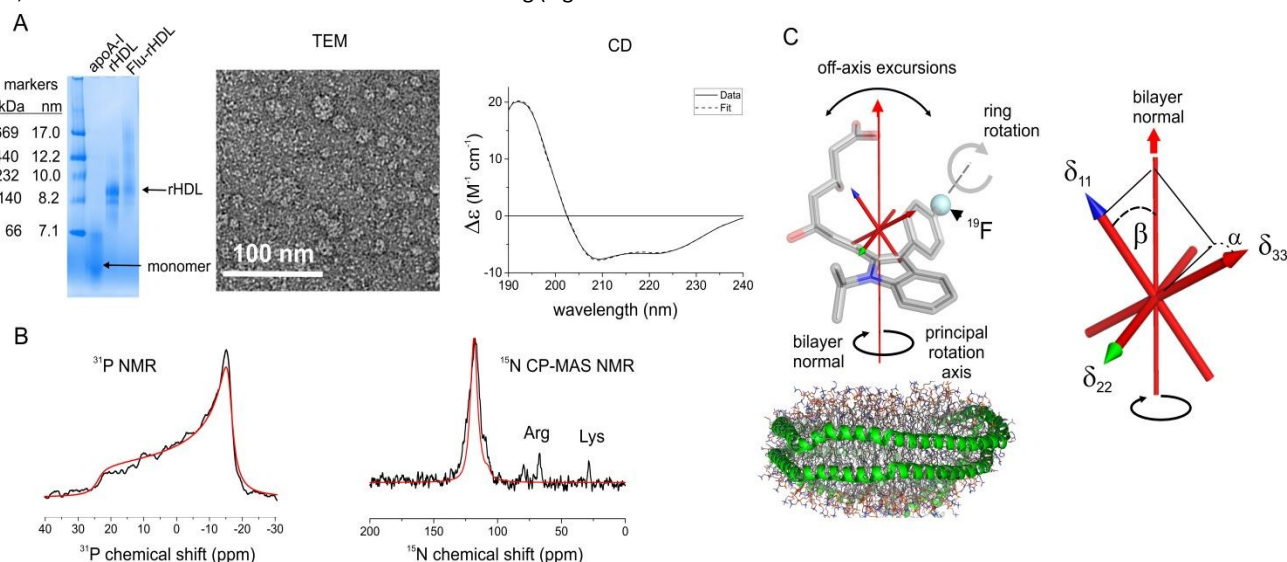 A
apoA-I
rHDL
Flu-rHDL
markers
kDa nm
669 17.0
440 12.2
232 10.0
140 8.2
66 7.1
rHDL
monomer
TEM
100 nm
CD
Data
Fit
20
10
0
-10
Δε (M⁻¹ cm⁻¹)
190 200 210 220 230 240
wavelength (nm)
B
³¹P NMR
40 30 20 10 0 -10 -20 -30
³¹P chemical shift (ppm)
¹⁵N CP-MAS NMR
Arg
Lys
200 150 100 50 0
¹⁵N chemical shift (ppm)
C
off-axis excursions
ring
rotation
¹⁹F
bilayer
normal
principal
rotation
axis
bilayer
normal
δ₁₁
β
α
δ₃₃
δ₂₂